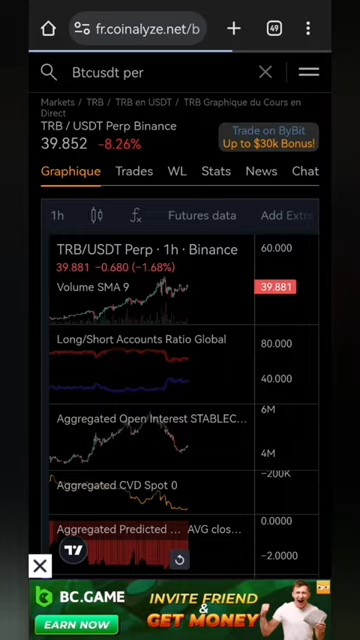 fr.coinalyze.net/b
49
Btcusdt per
Markets / TRB / TRB en USDT / TRB Graphique du Cours en
Direct
TRB / USDT Perp Binance
39.852 -8.26%
Trade on ByBit
Up to $30k Bonus!
Graphique Trades WL Stats News Chat
1h fx Futures data Add Extr
TRB/USDT Perp · 1h · Binance
39.881 −0.680 (−1.68%)
Volume SMA 9
60.000
39.881
Long/Short Accounts Ratio Global
80.000
40.000
Aggregated Open Interest STABLEC...
6M
4M
Aggregated CVD Spot 0
−200K
Aggregated Predicted ... AVG clos...
0.0000
−2.0000
BC.GAME
EARN NOW
INVITE FRIEND
&
GET MONEY